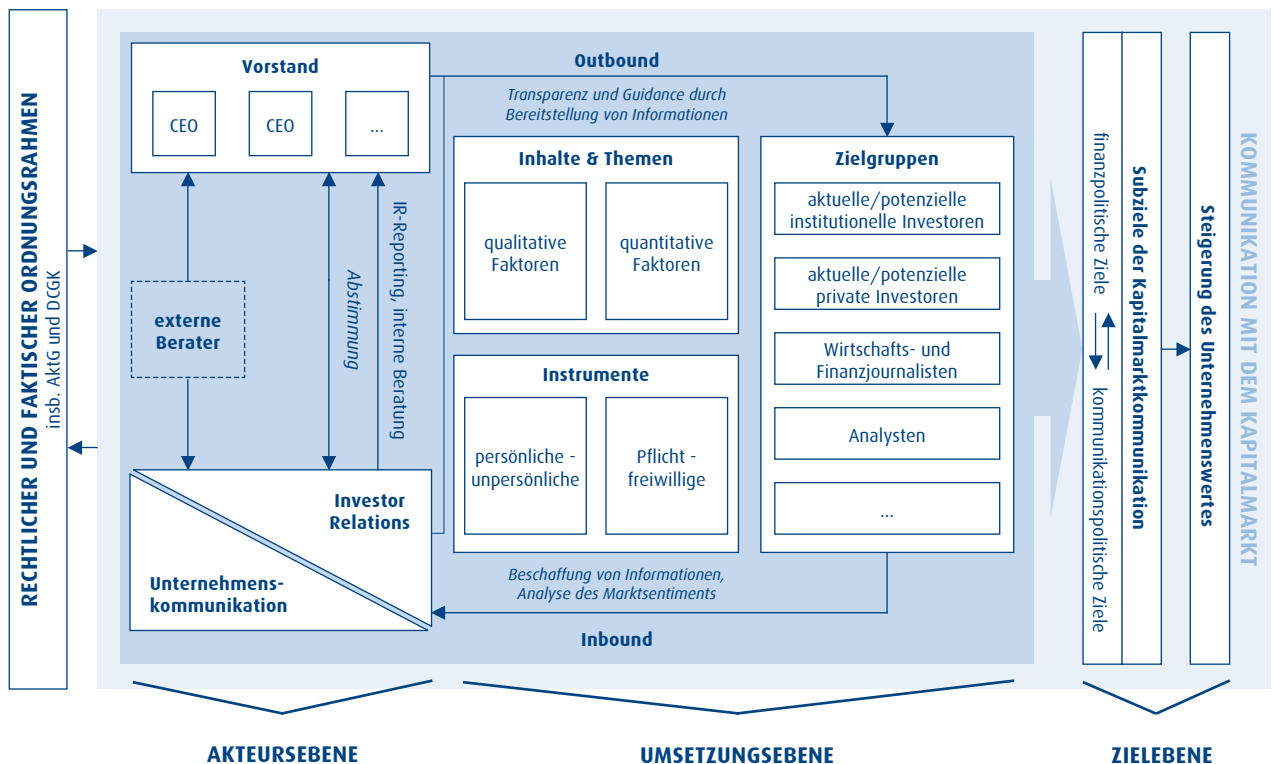 RECHTLICHER UND FAKTISCHER ORDNUNGSRAHMEN
insb. AktG und DCGK
Vorstand
CEO
CEO
...
externe
Berater
Abstimmung
IR-Reporting, interne Beratung
Investor
Relations
Unternehmens-
kommunikation
Outbound
Transparenz und Guidance durch
Bereitstellung von Informationen
Inhalte & Themen
qualitative
Faktoren
quantitative
Faktoren
Instrumente
persönliche -
unpersönliche
Pflicht -
freiwillige
Zielgruppen
aktuelle/potenzielle
institutionelle Investoren
aktuelle/potenzielle
private Investoren
Wirtschafts- und
Finanzjournalisten
Analysten
...
Beschaffung von Informationen,
Analyse des Marktsentiments
Inbound
finanzpolitische Ziele
kommunikationspolitische Ziele
Subziele der Kapitalmarktkommunikation
Steigerung des Unternehmenswertes
KOMMUNIKATION MIT DEM KAPITALMARKT
AKTEURSEBENE
UMSETZUNGSEBENE
ZIELEBENE